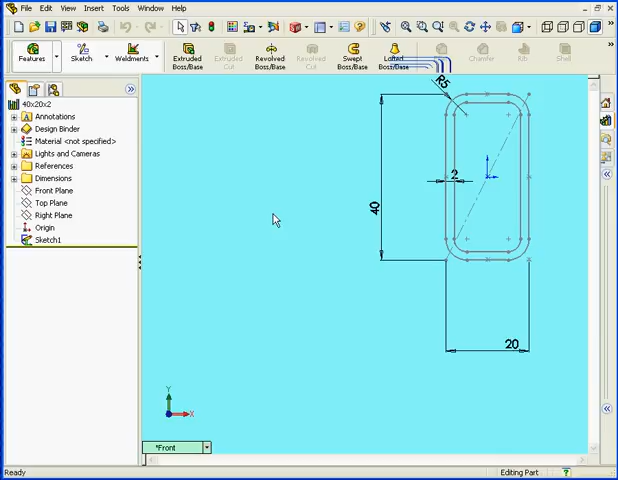 File Edit View Insert Tools Window Help
Features Sketch Weldments Extruded Boss/Base Extruded Cut Revolved Boss/Base Revolved Cut Swept Boss/Base Lofted Boss/Base Chamfer Rib Shell
40x20x2
Annotations
Design Binder
Material <not specified>
Lights and Cameras
References
Dimensions
Front Plane
Top Plane
Right Plane
Origin
Sketch1
R5
2
40
20
Y
X
*Front
Ready Editing Part